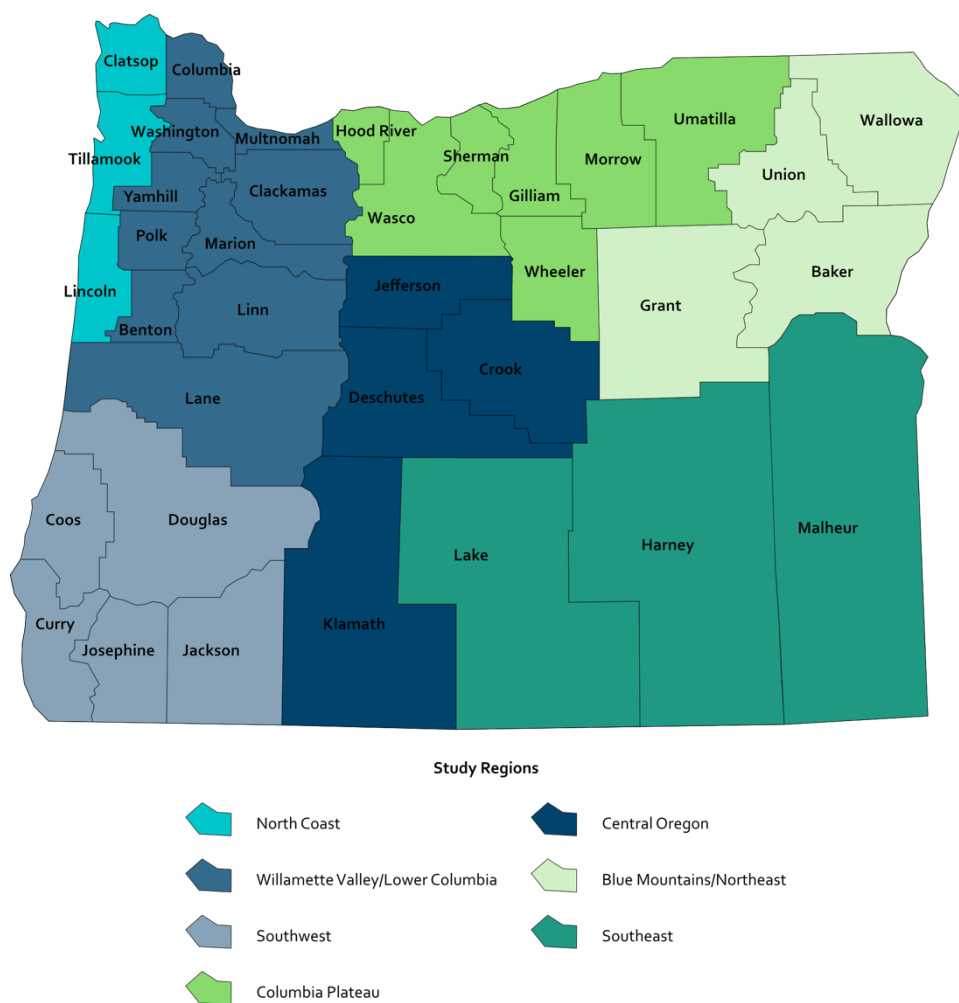 Clatsop
Columbia
Washington
Multnomah
Hood River
Tillamook
Sherman
Umatilla
Wallowa
Morrow
Union
Yamhill
Clackamas
Gilliam
Wasco
Polk
Marion
Wheeler
Baker
Jefferson
Lincoln
Grant
Linn
Benton
Crook
Lane
Deschutes
Coos
Douglas
Malheur
Harney
Lake
Curry
Klamath
Josephine
Jackson
Study Regions
North Coast
Central Oregon
Willamette Valley/Lower Columbia
Blue Mountains/Northeast
Southwest
Southeast
Columbia Plateau